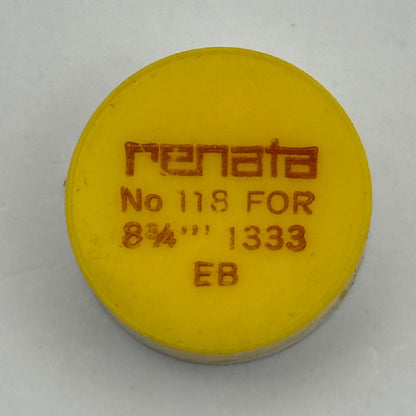 renata
No 118 FOR
8¾''' 1333
EB